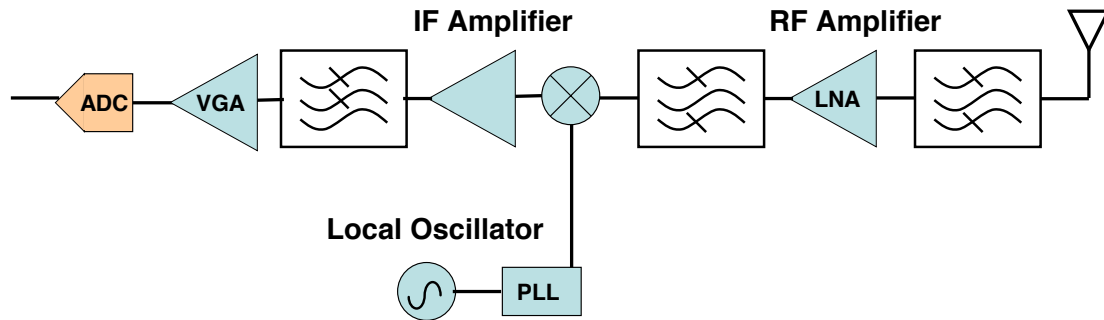 IF Amplifier
RF Amplifier
ADC
VGA
LNA
Local Oscillator
PLL